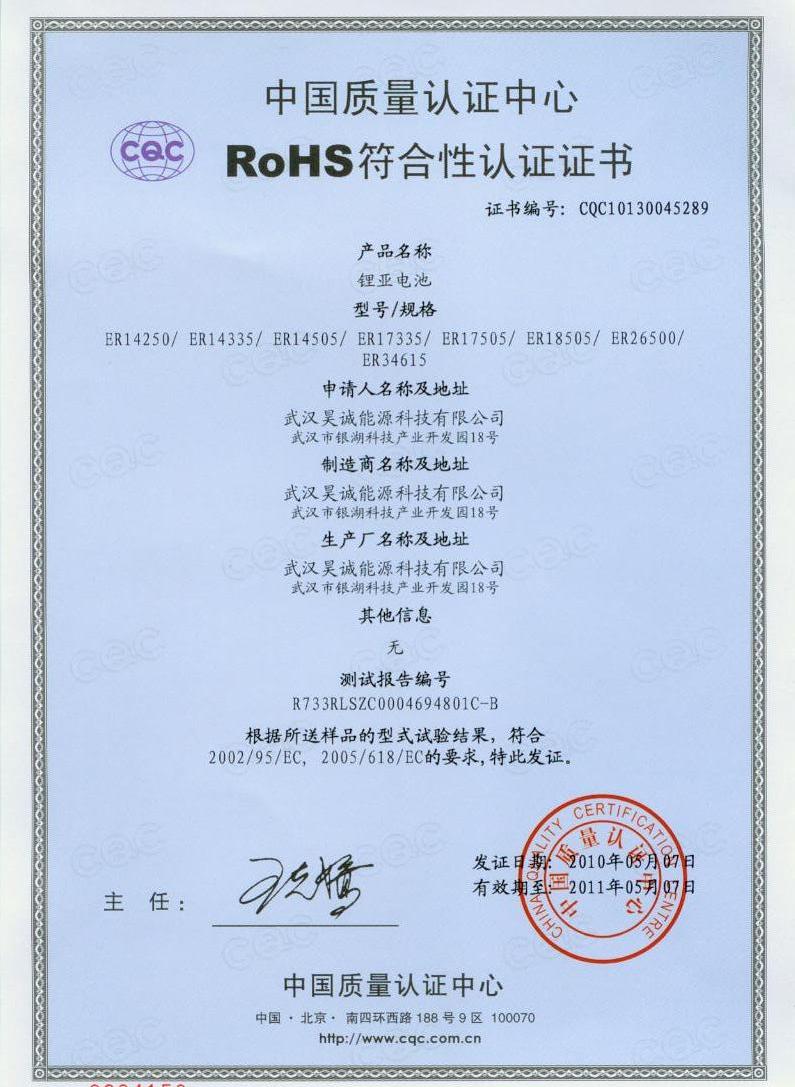 中国质量认证中心
CQC
RoHS符合性认证证书
证书编号: CQC10130045289
产品名称
锂亚电池
型号/规格
ER14250/ ER14335/ ER14505/ ER17335/ ER17505/ ER18505/ ER26500/
ER34615
申请人名称及地址
武汉昊诚能源科技有限公司
武汉市银湖科技产业开发园18号
制造商名称及地址
武汉昊诚能源科技有限公司
武汉市银湖科技产业开发园18号
生产厂名称及地址
武汉昊诚能源科技有限公司
武汉市银湖科技产业开发园18号
其他信息
无
测试报告编号
R733RLSZC0004694801C-B
根据所送样品的型式试验结果，符合
2002/95/EC, 2005/618/EC的要求,特此发证。
发证日期: 2010年05月07日
有效期至: 2011年05月07日
CHINA QUALITY CERTIFICATION CENTRE
中国质量认证中心
主 任:
中国质量认证中心
中国·北京· 南四环西路 188 号 9 区 100070
http://www.cqc.com.cn